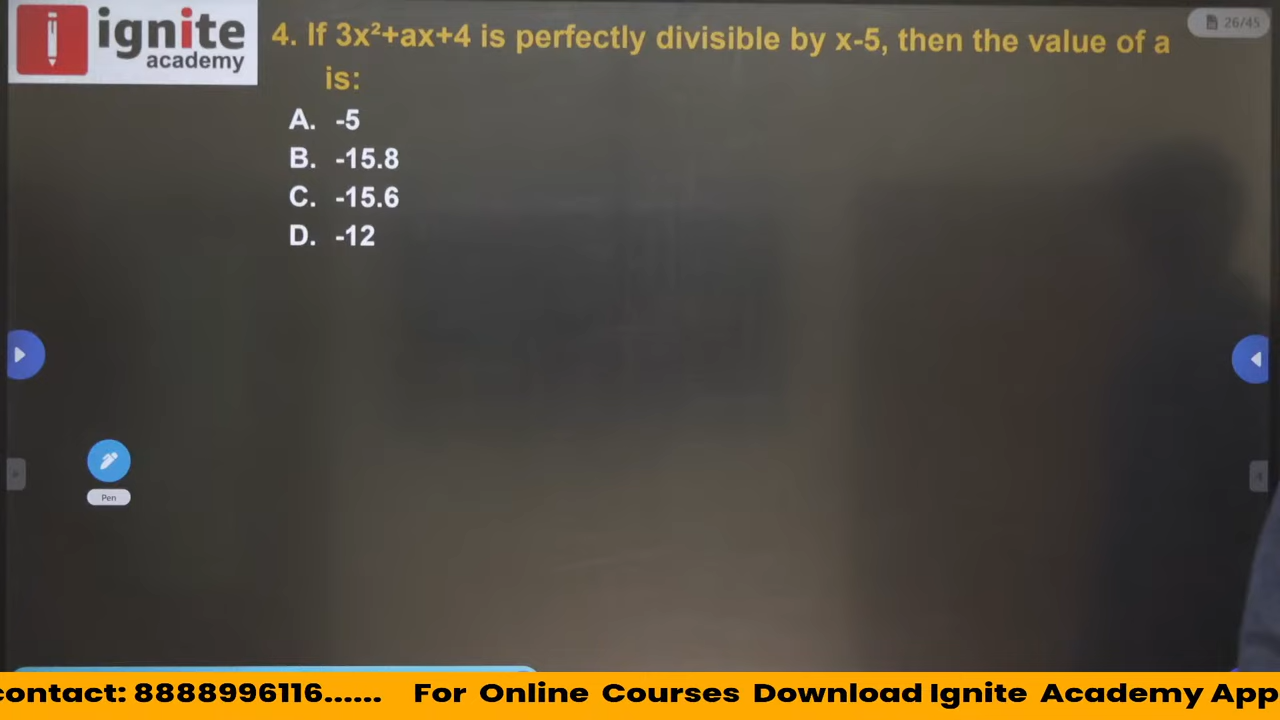 ignite
academy
4. If 3x²+ax+4 is perfectly divisible by x-5, then the value of a
is:
26/45
A. -5
B. -15.8
C. -15.6
D. -12
Pen
contact: 8888996116...... For Online Courses Download Ignite Academy App